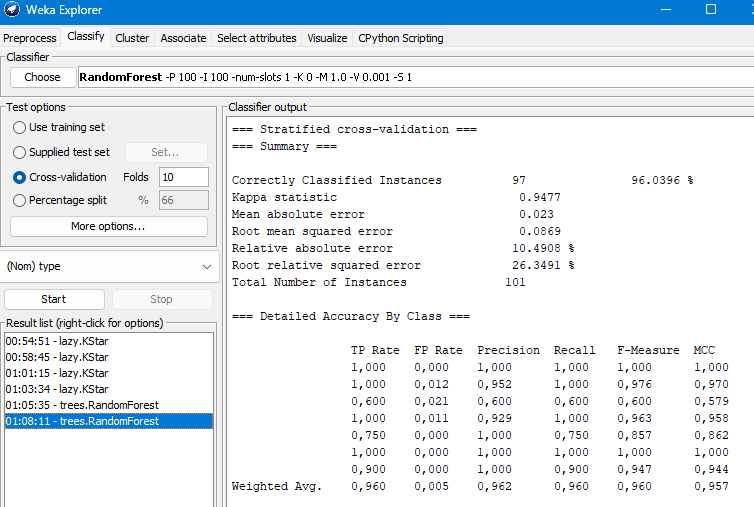 Weka Explorer
Preprocess Classify Cluster Associate Select attributes Visualize CPython Scripting
Classifier
Choose RandomForest -P 100 -I 100 -num-slots 1 -K 0 -M 1.0 -V 0.001 -S 1
Test options
Use training set
Supplied test set Set...
Cross-validation Folds 10
Percentage split % 66
More options...
(Nom) type
Start Stop
Result list (right-click for options)
00:54:51 - lazy.KStar
00:58:45 - lazy.KStar
01:01:15 - lazy.KStar
01:03:34 - lazy.KStar
01:05:35 - trees.RandomForest
01:08:11 - trees.RandomForest
Classifier output
=== Stratified cross-validation ===
=== Summary ===
Correctly Classified Instances 97 96.0396 %
Kappa statistic 0.9477
Mean absolute error 0.023
Root mean squared error 0.0869
Relative absolute error 10.4908 %
Root relative squared error 26.3491 %
Total Number of Instances 101
=== Detailed Accuracy By Class ===
TP Rate FP Rate Precision Recall F-Measure MCC
1,000 0,000 1,000 1,000 1,000 1,000
1,000 0,012 0,952 1,000 0,976 0,970
0,600 0,021 0,600 0,600 0,600 0,579
1,000 0,011 0,929 1,000 0,963 0,958
0,750 0,000 1,000 0,750 0,857 0,862
1,000 0,000 1,000 1,000 1,000 1,000
0,900 0,000 1,000 0,900 0,947 0,944
Weighted Avg. 0,960 0,005 0,962 0,960 0,960 0,957